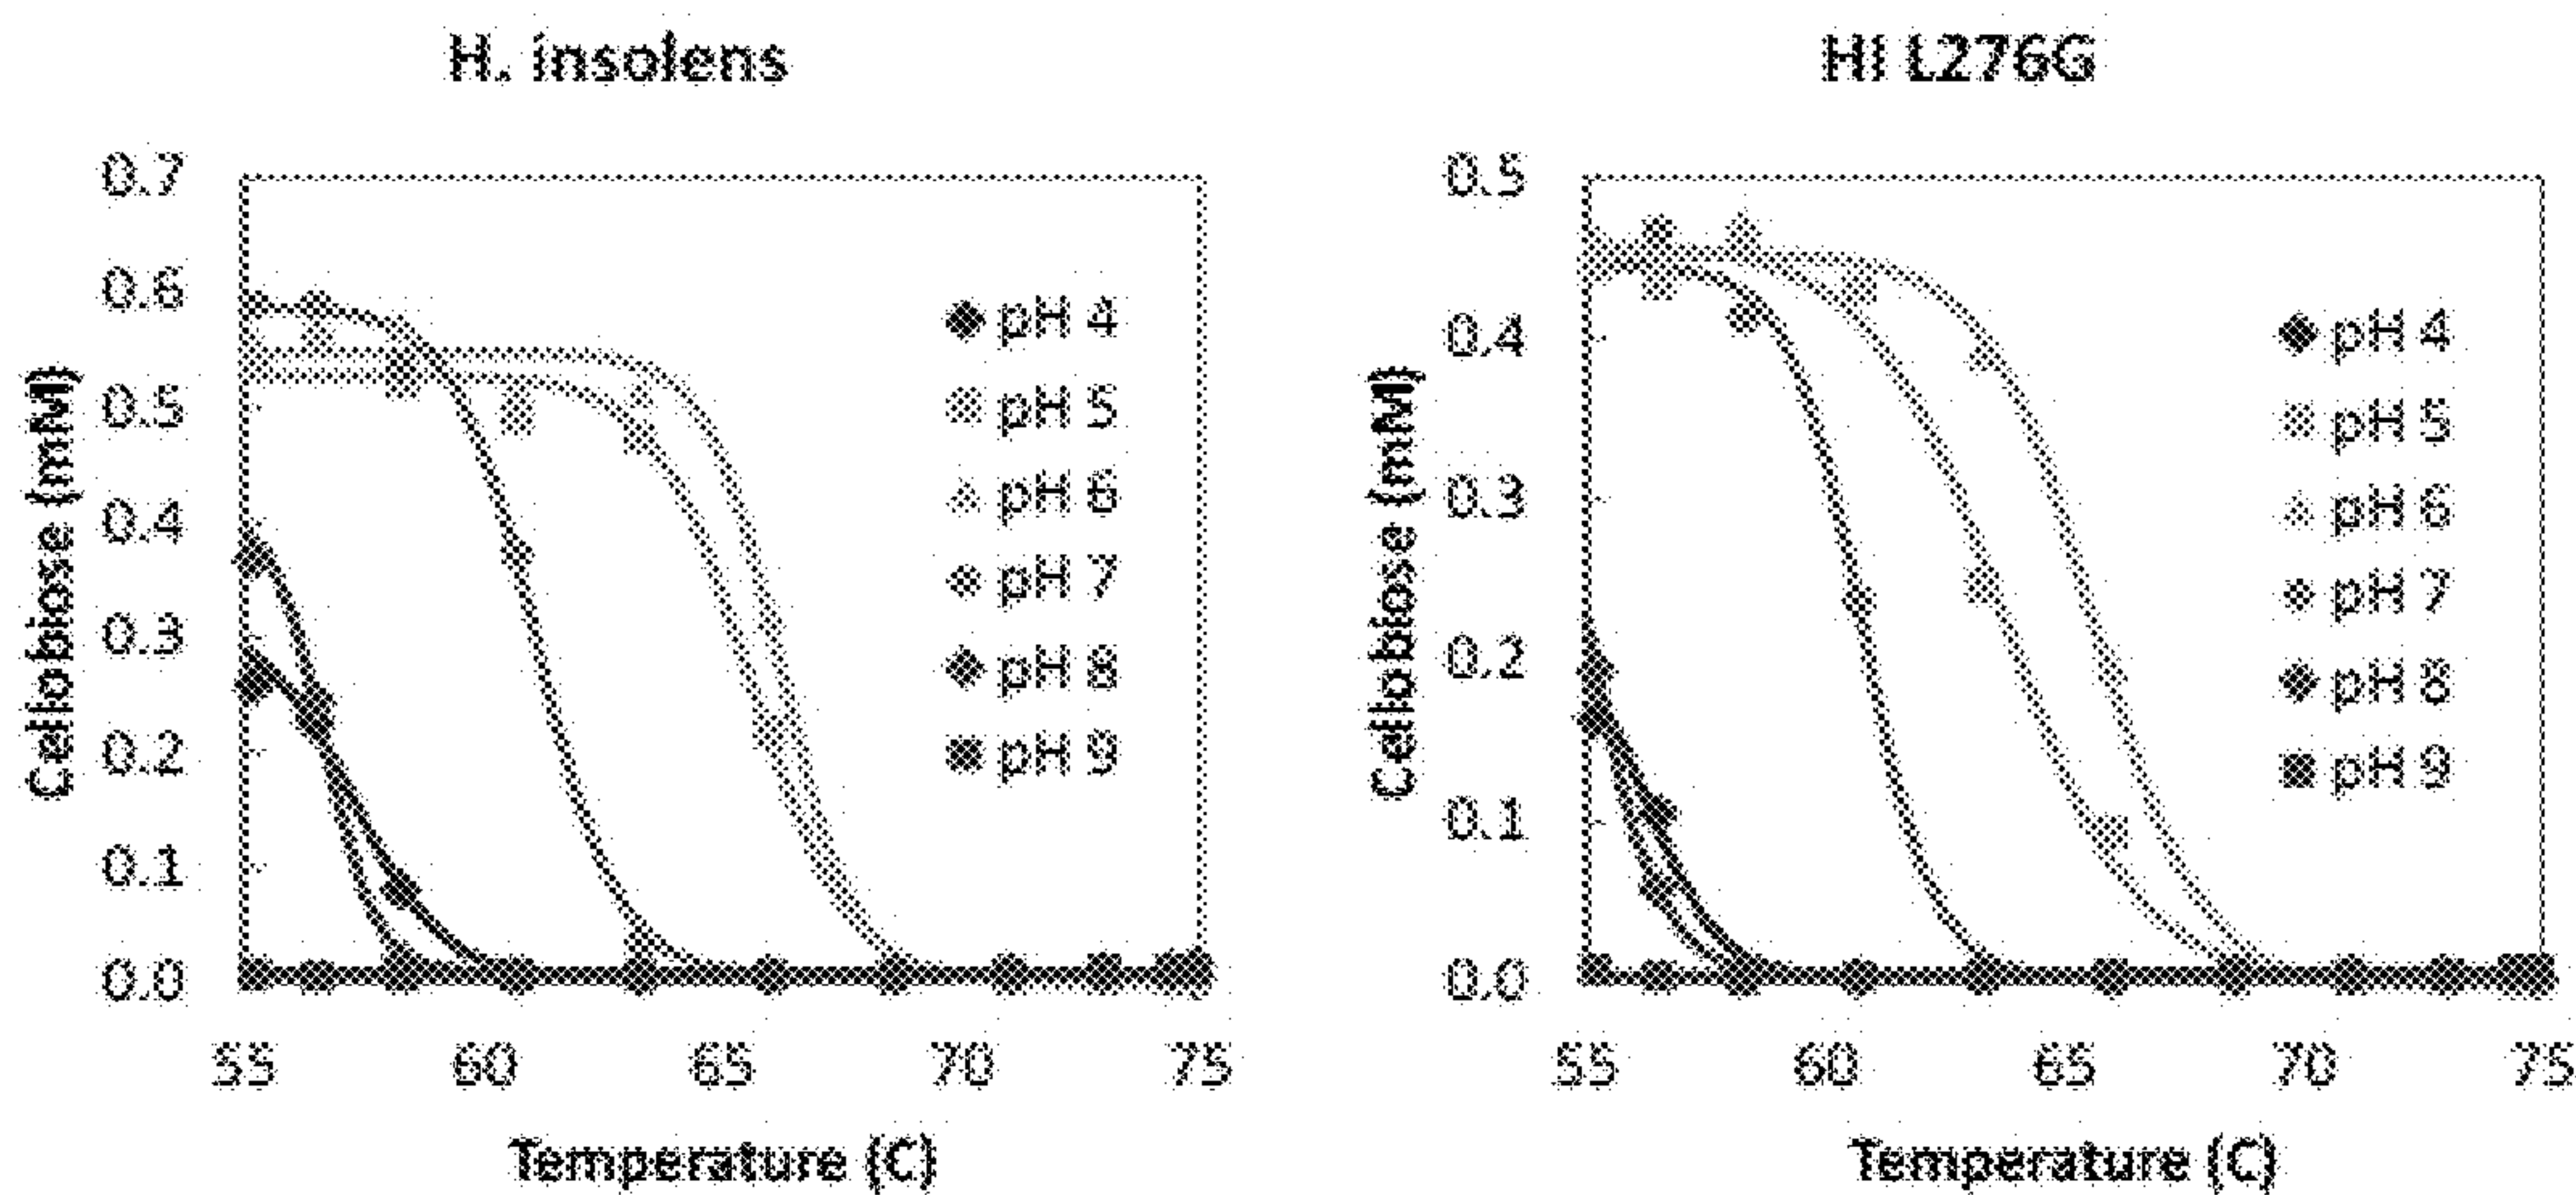 H. insolens
0.7
0.6
0.5
0.4
0.3
0.2
0.1
0.0
Cellobiose (mM)
55 60 65 70 75
Temperature (C)
pH 4
pH 5
pH 6
pH 7
pH 8
pH 9
HI L276G
0.5
0.4
0.3
0.2
0.1
0.0
Cellobiose (mM)
55 60 65 70 75
Temperature (C)
pH 4
pH 5
pH 6
pH 7
pH 8
pH 9